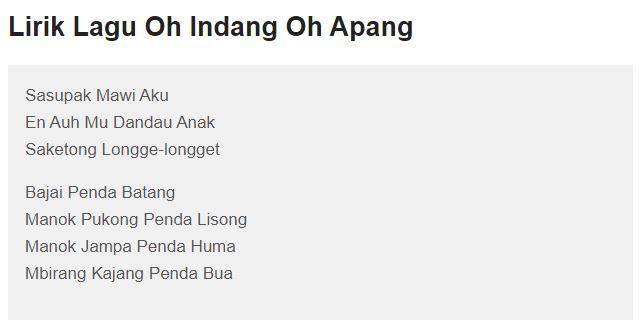 Lirik Lagu Oh Indang Oh Apang
Sasupak Mawi Aku
En Auh Mu Dandau Anak
Saketong Longge-longget
Bajai Penda Batang
Manok Pukong Penda Lisong
Manok Jampa Penda Huma
Mbirang Kajang Penda Bua